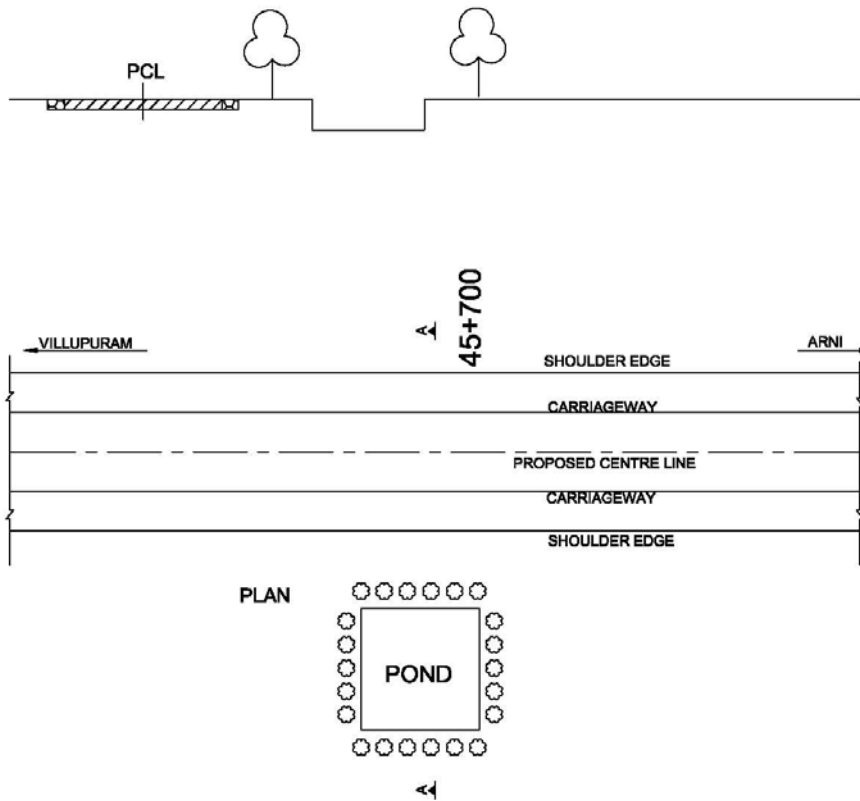 PCL
A
45+700
VILLUPURAM
ARNI
SHOULDER EDGE
CARRIAGEWAY
PROPOSED CENTRE LINE
CARRIAGEWAY
SHOULDER EDGE
PLAN
POND
A